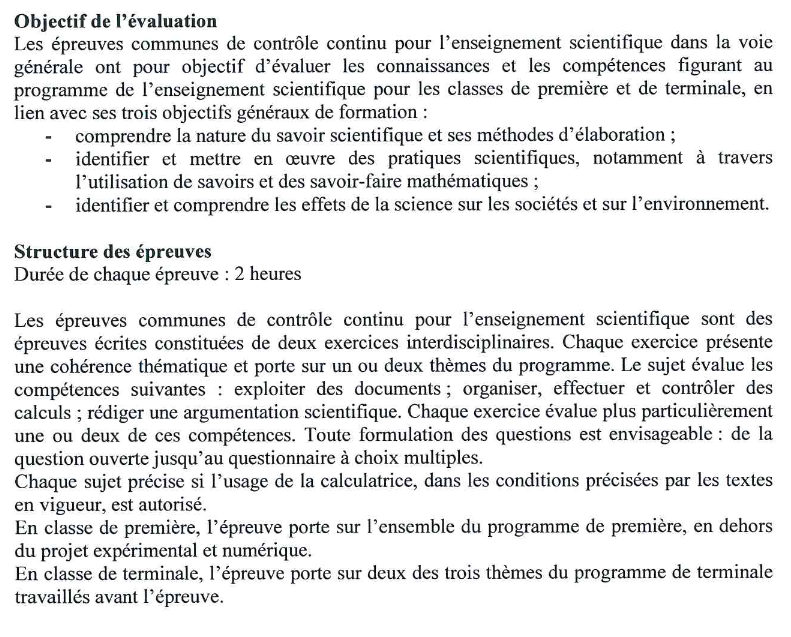 Objectif de l'évaluation
Les épreuves communes de contrôle continu pour l'enseignement scientifique dans la voie
générale ont pour objectif d'évaluer les connaissances et les compétences figurant au
programme de l'enseignement scientifique pour les classes de première et de terminale, en
lien avec ses trois objectifs généraux de formation :
- comprendre la nature du savoir scientifique et ses méthodes d'élaboration ;
- identifier et mettre en œuvre des pratiques scientifiques, notamment à travers
l'utilisation de savoirs et des savoir-faire mathématiques ;
- identifier et comprendre les effets de la science sur les sociétés et sur l'environnement.
Structure des épreuves
Durée de chaque épreuve : 2 heures
Les épreuves communes de contrôle continu pour l'enseignement scientifique sont des
épreuves écrites constituées de deux exercices interdisciplinaires. Chaque exercice présente
une cohérence thématique et porte sur un ou deux thèmes du programme. Le sujet évalue les
compétences suivantes : exploiter des documents ; organiser, effectuer et contrôler des
calculs ; rédiger une argumentation scientifique. Chaque exercice évalue plus particulièrement
une ou deux de ces compétences. Toute formulation des questions est envisageable : de la
question ouverte jusqu'au questionnaire à choix multiples.
Chaque sujet précise si l'usage de la calculatrice, dans les conditions précisées par les textes
en vigueur, est autorisé.
En classe de première, l'épreuve porte sur l'ensemble du programme de première, en dehors
du projet expérimental et numérique.
En classe de terminale, l'épreuve porte sur deux des trois thèmes du programme de terminale
travaillés avant l'épreuve.